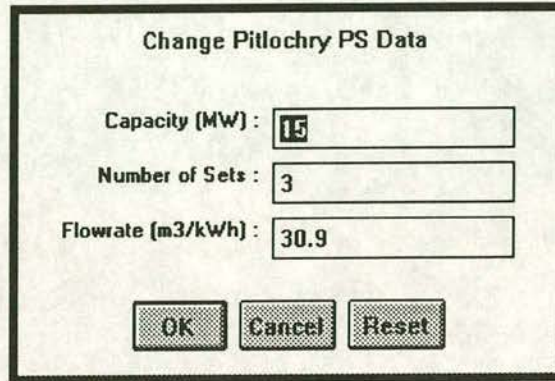 Change Pitlochry PS Data
Capacity (MW) : 15
Number of Sets : 3
Flowrate (m3/kWh) : 30.9
OK Cancel Reset